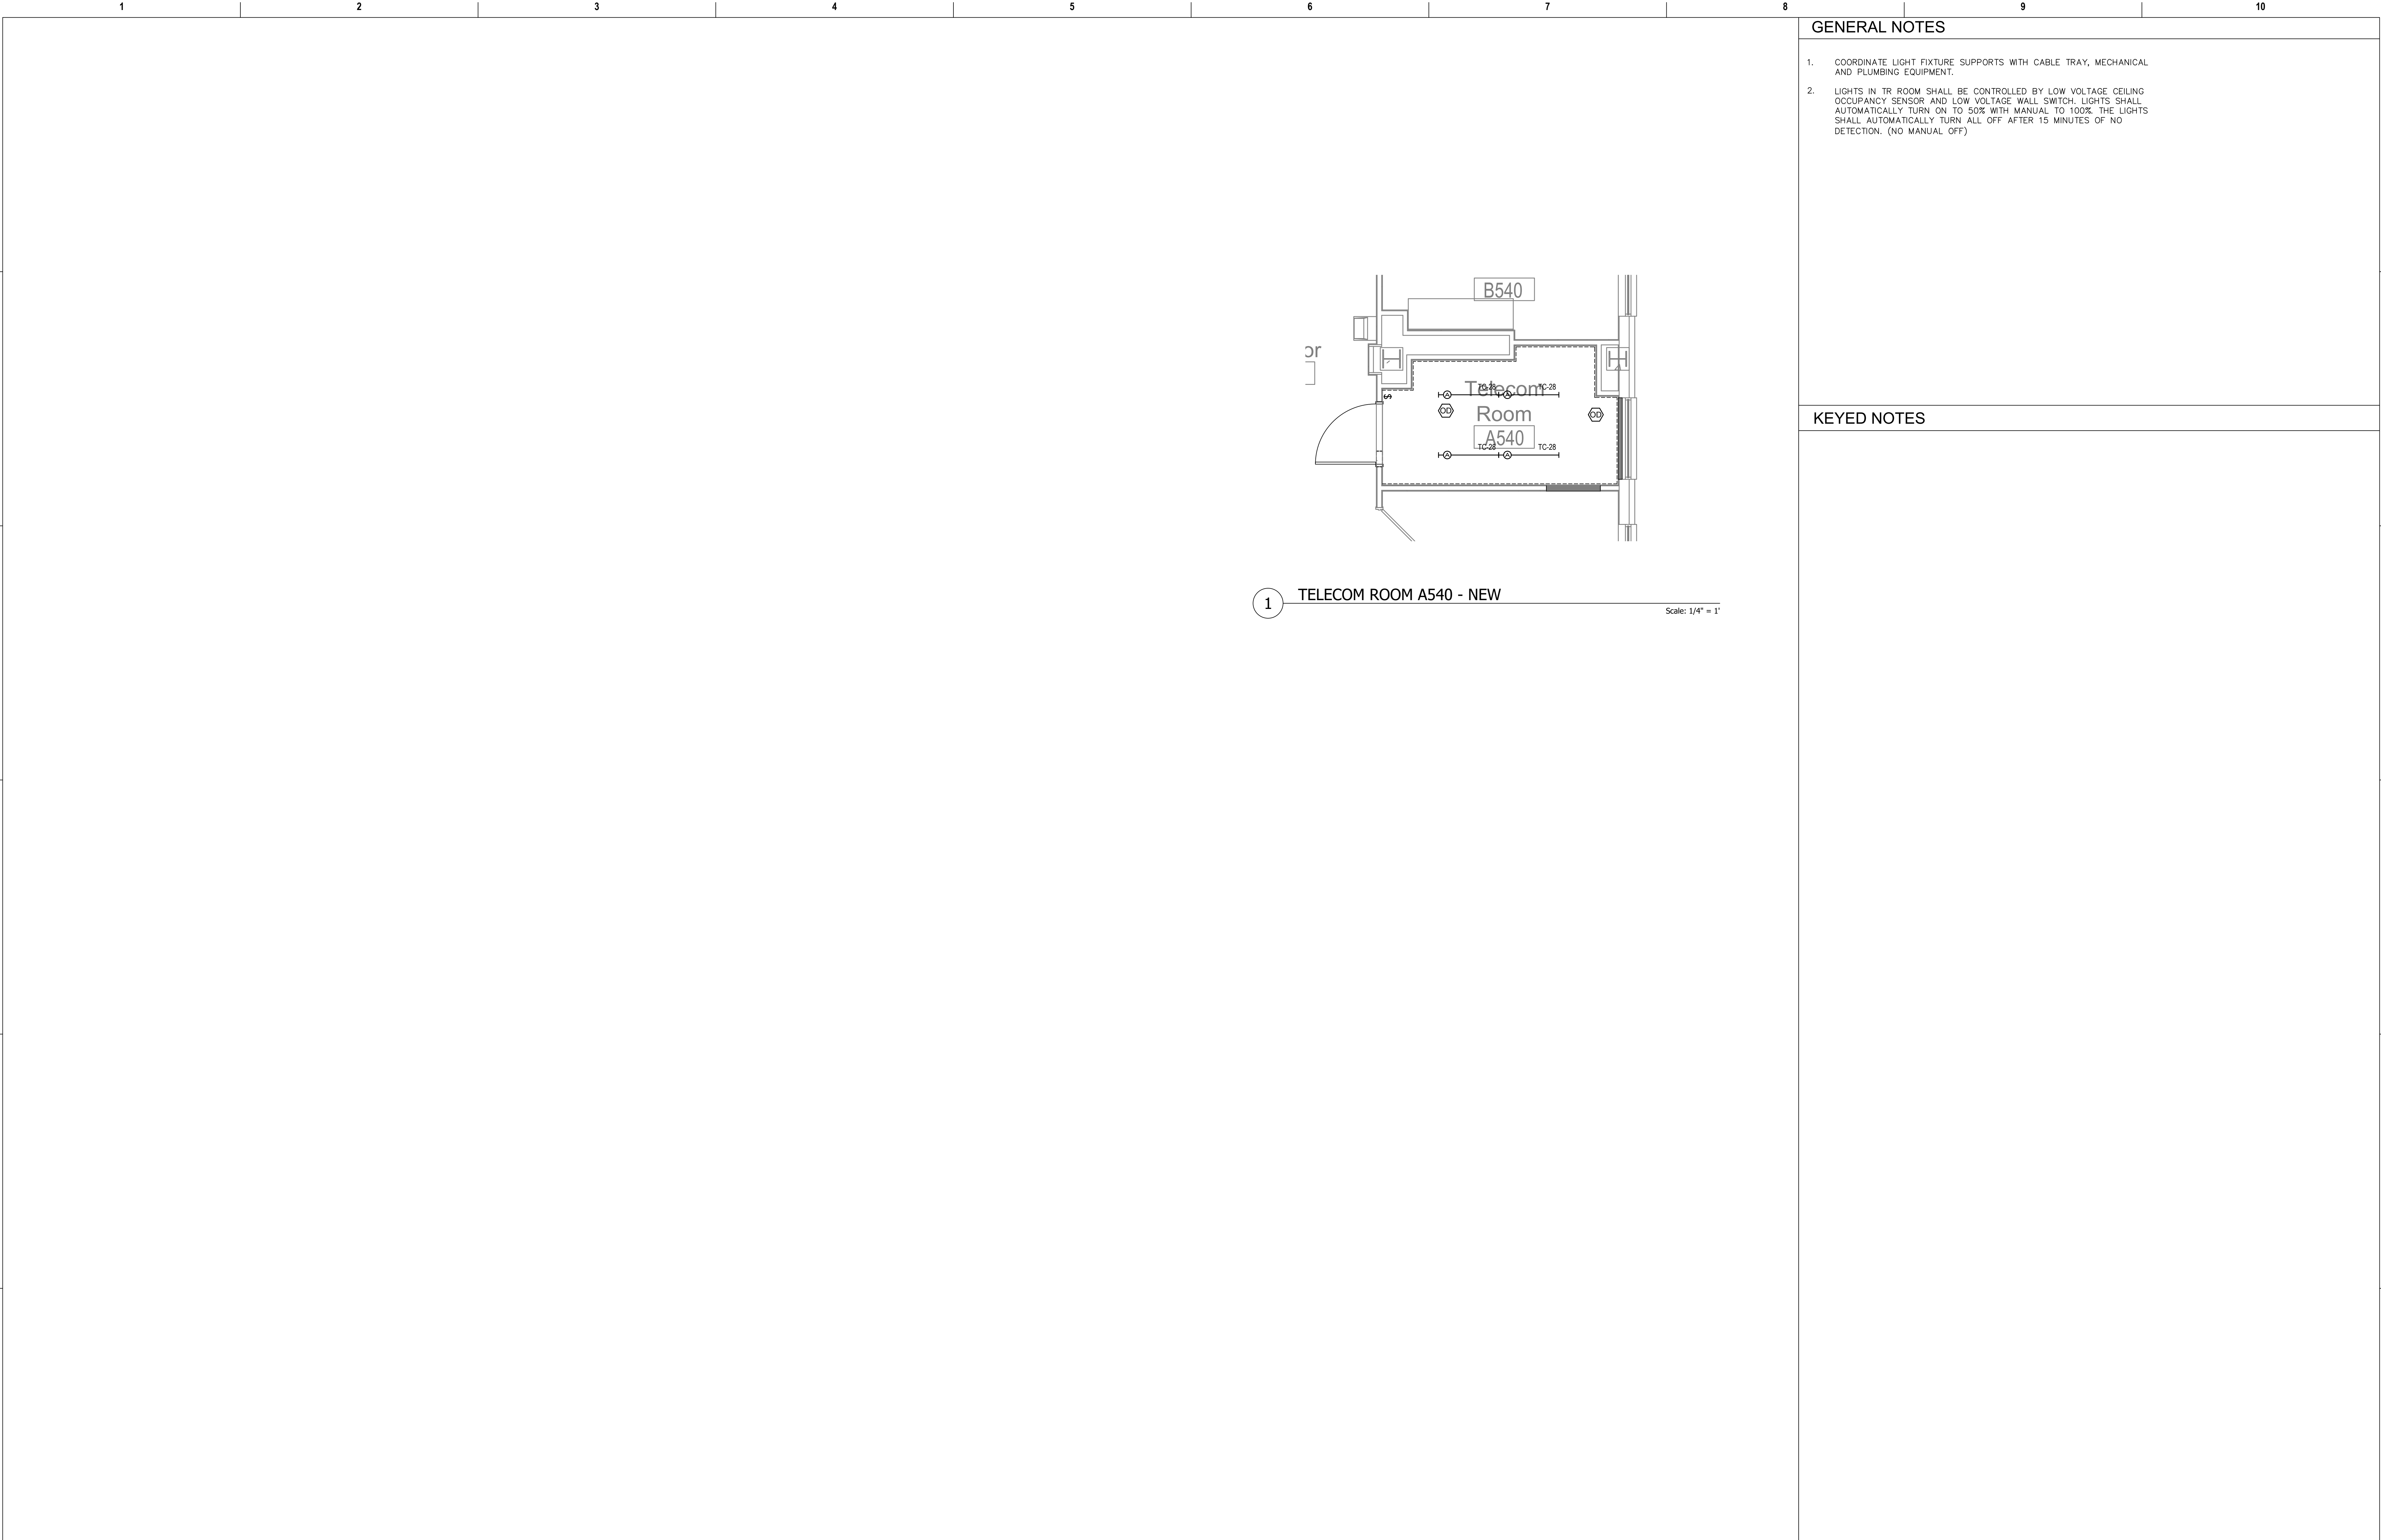 1 2 3 4 5 6 7 8 9 10
GENERAL NOTES
1. COORDINATE LIGHT FIXTURE SUPPORTS WITH CABLE TRAY, MECHANICAL
AND PLUMBING EQUIPMENT.
2. LIGHTS IN TR ROOM SHALL BE CONTROLLED BY LOW VOLTAGE CEILING
OCCUPANCY SENSOR AND LOW VOLTAGE WALL SWITCH. LIGHTS SHALL
AUTOMATICALLY TURN ON TO 50% WITH MANUAL TO 100%. THE LIGHTS
SHALL AUTOMATICALLY TURN ALL OFF AFTER 15 MINUTES OF NO
DETECTION. (NO MANUAL OFF)
KEYED NOTES
B540
or
H H
TC-28 TC-28
Telecom
A A
$
OD OD
Room
A540
TC-28 TC-28
A A
1 TELECOM ROOM A540 - NEW
Scale: 1/4" = 1'